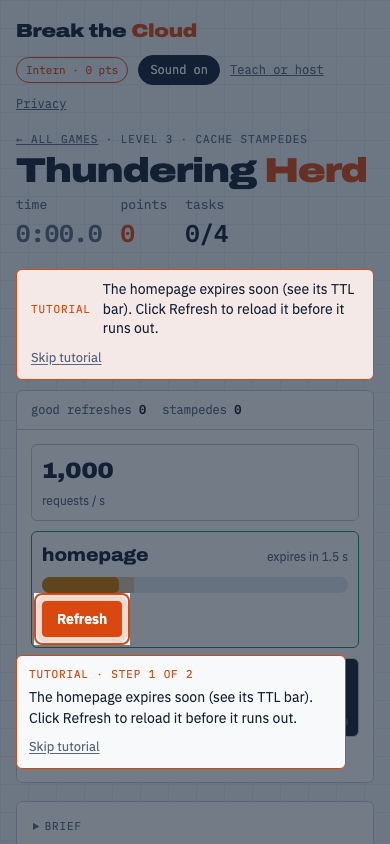 Break the Cloud
Intern · 0 pts
Sound on
Teach or host
Privacy
← ALL GAMES · LEVEL 3 · CACHE STAMPEDES
Thundering Herd
time points tasks
0:00.0 0 0/4
TUTORIAL
The homepage expires soon (see its TTL
bar). Click Refresh to reload it before it
runs out.
Skip tutorial
good refreshes 0 stampedes 0
1,000
requests / s
homepage expires in 1.5 s
Refresh
TUTORIAL · STEP 1 OF 2
The homepage expires soon (see its TTL bar).
Click Refresh to reload it before it runs out.
Skip tutorial
▶ BRIEF